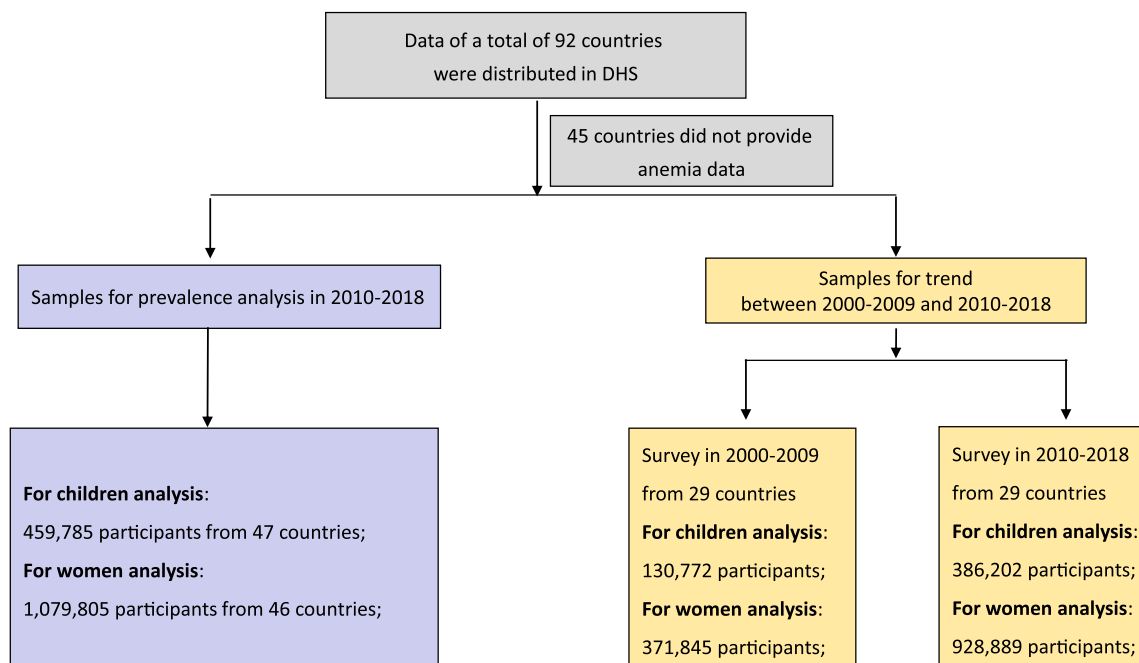 Data of a total of 92 countries
were distributed in DHS
45 countries did not provide
anemia data
Samples for prevalence analysis in 2010-2018
Samples for trend
between 2000-2009 and 2010-2018
For children analysis:
459,785 participants from 47 countries;
For women analysis:
1,079,805 participants from 46 countries;
Survey in 2000-2009
from 29 countries
For children analysis:
130,772 participants;
For women analysis:
371,845 participants;
Survey in 2010-2018
from 29 countries
For children analysis:
386,202 participants;
For women analysis:
928,889 participants;